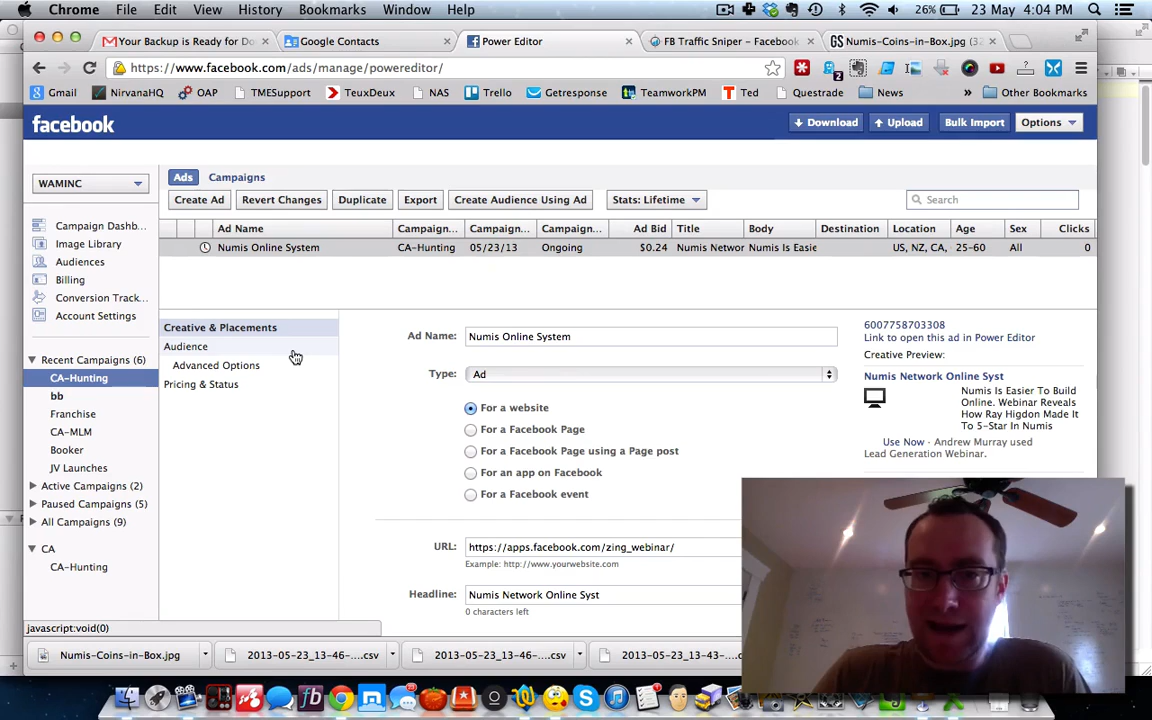 Chrome File Edit View History Bookmarks Window Help 26% 23 May 4:04 PM
Your Backup is Ready for Do Google Contacts Power Editor FB Traffic Sniper – Facebook Numis-Coins-in-Box.jpg (32
https://www.facebook.com/ads/manage/powereditor/
Gmail NirvanaHQ OAP TMESupport TeuxDeux NAS Trello Getresponse TeamworkPM Ted Questrade News » Other Bookmarks
facebook Download Upload Bulk Import Options
WAMINC
Ads Campaigns
Create Ad Revert Changes Duplicate Export Create Audience Using Ad Stats: Lifetime Search
Ad Name Campaign... Campaign... Campaign... Ad Bid Title Body Destination Location Age Sex Clicks
Numis Online System CA-Hunting 05/23/13 Ongoing $0.24 Numis Networ Numis Is Easie US, NZ, CA, 25-60 All 0
Campaign Dashb...
Image Library
Audiences
Billing
Conversion Track...
Account Settings
Recent Campaigns (6)
CA-Hunting
bb
Franchise
CA-MLM
Booker
JV Launches
Active Campaigns (2)
Paused Campaigns (5)
All Campaigns (9)
CA
CA-Hunting
Creative & Placements
Audience
Advanced Options
Pricing & Status
Ad Name: Numis Online System
Type: Ad
For a website
For a Facebook Page
For a Facebook Page using a Page post
For an app on Facebook
For a Facebook event
URL: https://apps.facebook.com/zing_webinar/
Example: http://www.yourwebsite.com
Headline: Numis Network Online Syst
0 characters left
6007758703308
Link to open this ad in Power Editor
Creative Preview:
Numis Network Online Syst
Numis Is Easier To Build
Online. Webinar Reveals
How Ray Higdon Made It
To 5-Star In Numis
Use Now · Andrew Murray used
Lead Generation Webinar.
javascript:void(0)
Numis-Coins-in-Box.jpg 2013-05-23_13-46-....csv 2013-05-23_13-46-....csv 2013-05-23_13-43-....cs